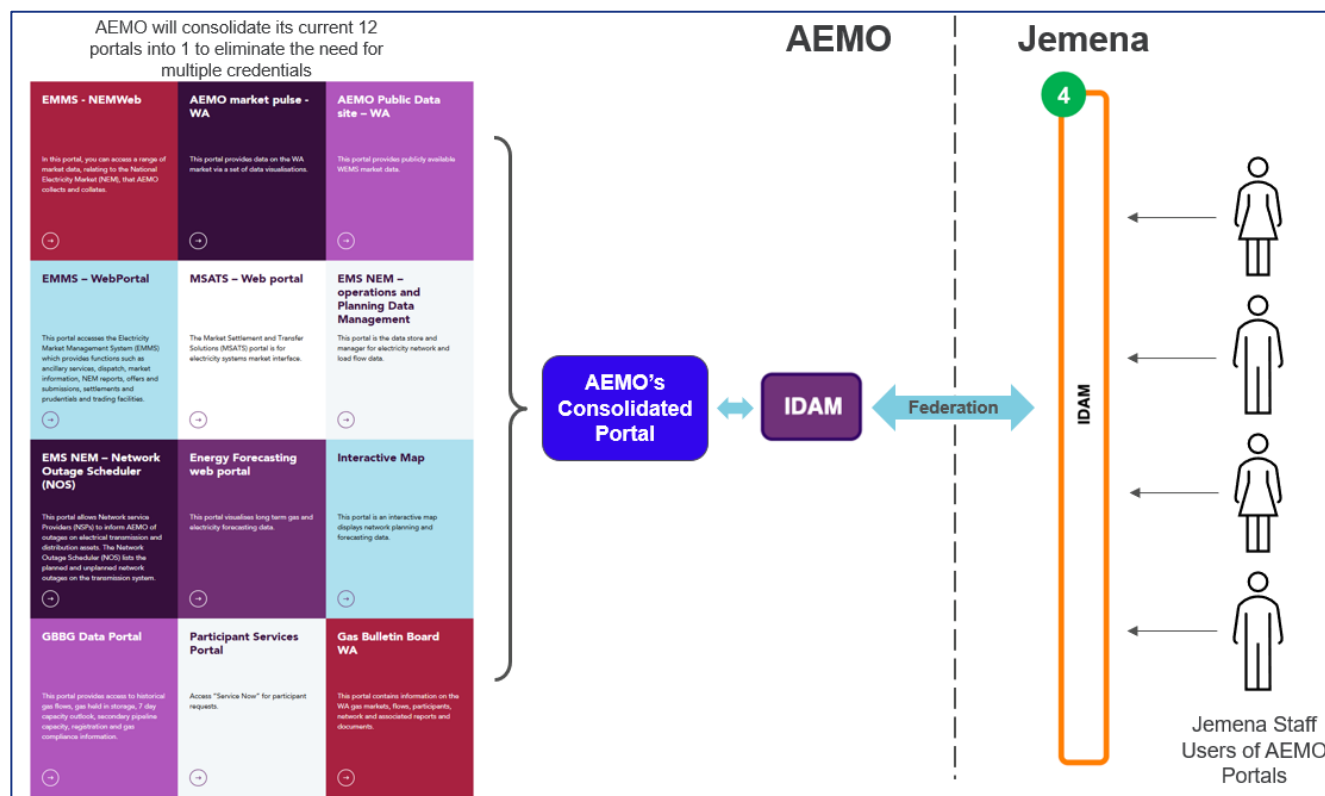 AEMO will consolidate its current 12
portals into 1 to eliminate the need for
multiple credentials
AEMO
Jemena
EMMS - NEMWeb
In this portal, you can access a range of
market data, relating to the National
Electricity Market (NEM), that AEMO
collects and collates.
AEMO market pulse -
WA
This portal provides data on the WA
market via a set of data visualisations.
AEMO Public Data
site – WA
This portal provides publicly available
WEMS market data.
EMMS – WebPortal
This portal accesses the Electricity
Market Management System (EMMS)
which provides functions such as
ancillary services, dispatch, market
information, NEM reports, offers and
submissions, settlements and
prudentials and trading facilities.
MSATS – Web portal
The Market Settlement and Transfer
Solutions (MSATS) portal is for
electricity systems market interface.
EMS NEM –
operations and
Planning Data
Management
This portal is the data store and
manager for electricity network and
load flow data.
EMS NEM – Network
Outage Scheduler
(NOS)
This portal allows Network service
Providers (NSPs) to inform AEMO of
outages on electrical transmission and
distribution assets. The Network
Outage Scheduler (NOS) lists the
planned and unplanned network
outages on the transmission system.
Energy Forecasting
web portal
This portal visualises long term gas and
electricity forecasting data.
Interactive Map
This portal is an interactive map
displays network planning and
forecasting data.
GBBG Data Portal
This portal provides access to historical
gas flows, gas held in storage, 7 day
capacity outlook, secondary pipeline
capacity, registration and gas
compliance information.
Participant Services
Portal
Access "Service Now" for participant
requests.
Gas Bulletin Board
WA
This portal contains information on the
WA gas markets, flows, participants,
network and associated reports and
documents.
AEMO's
Consolidated
Portal
IDAM
Federation
4
IDAM
Jemena Staff
Users of AEMO
Portals